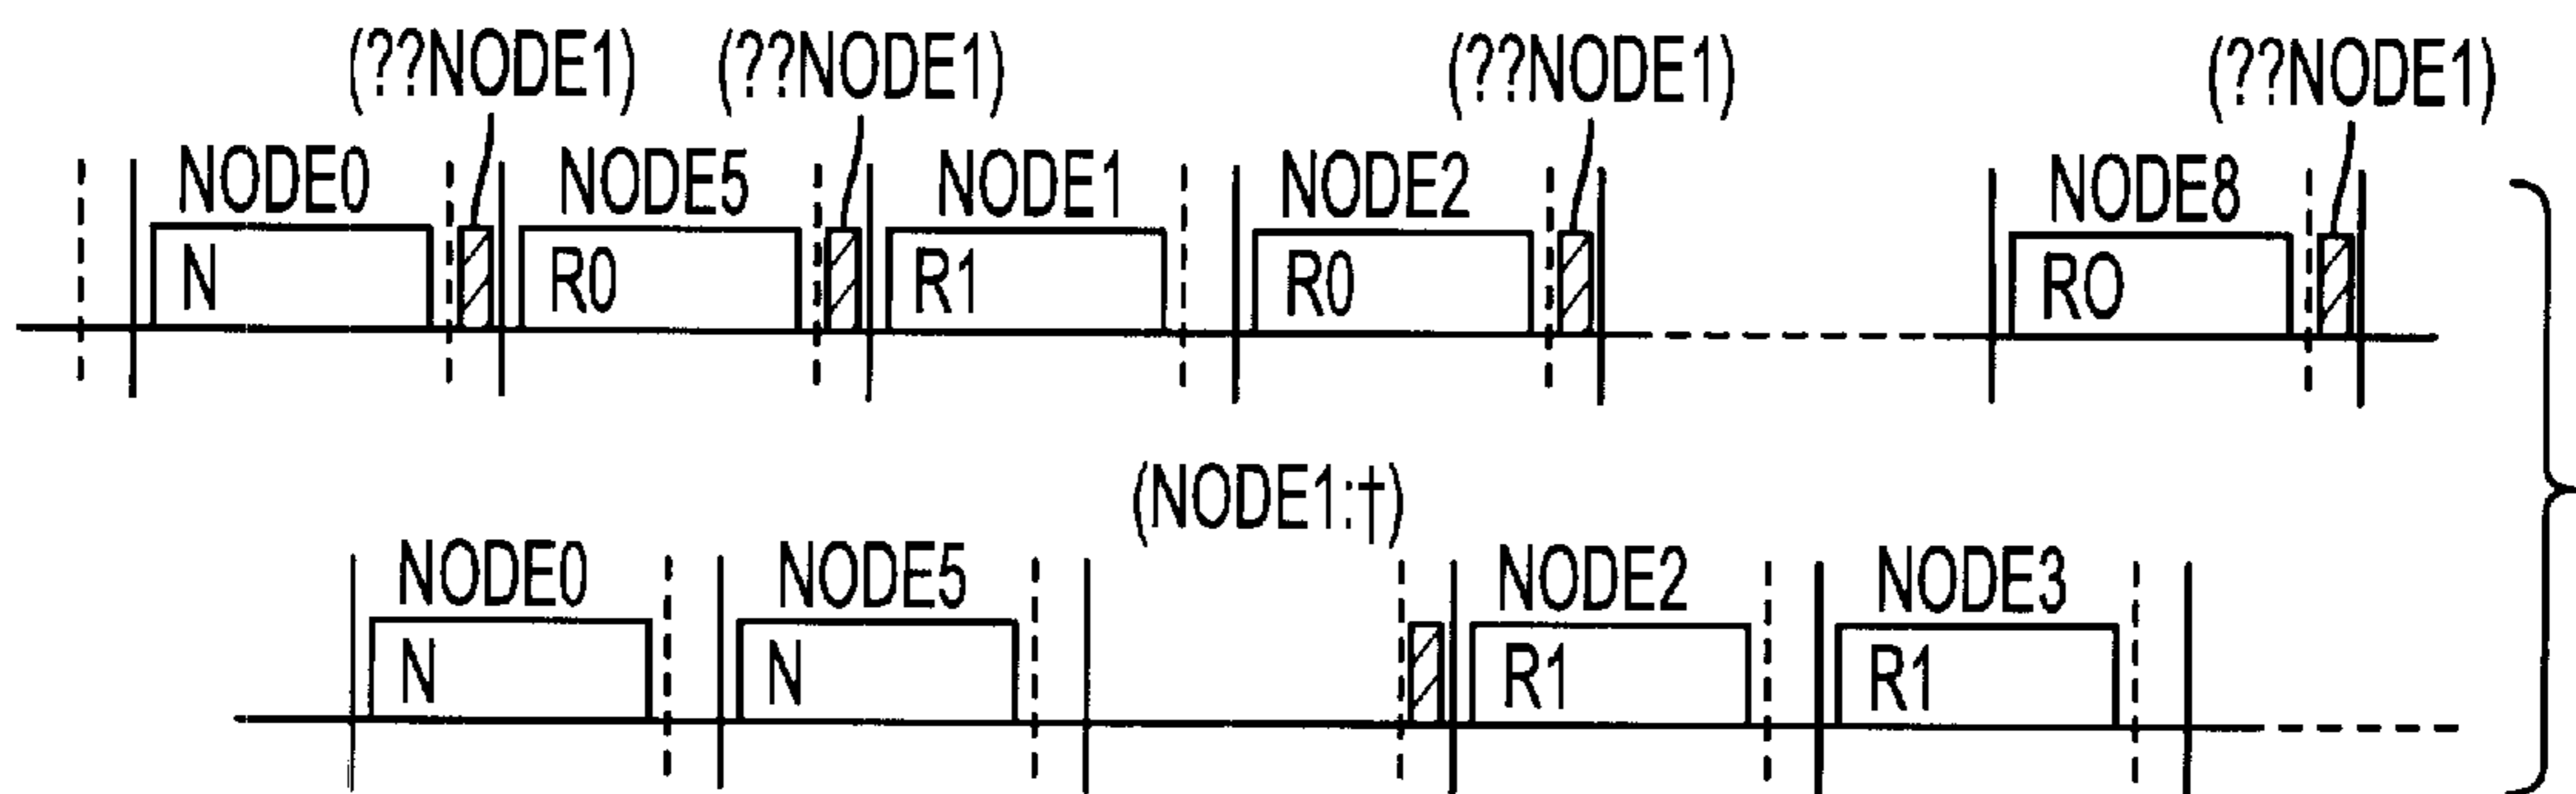 (??NODE1) (??NODE1) (??NODE1) (??NODE1)
NODE0 NODE5 NODE1 NODE2 NODE8
N R0 R1 R0 RO
(NODE1:†)
NODE0 NODE5 NODE2 NODE3
N N R1 R1